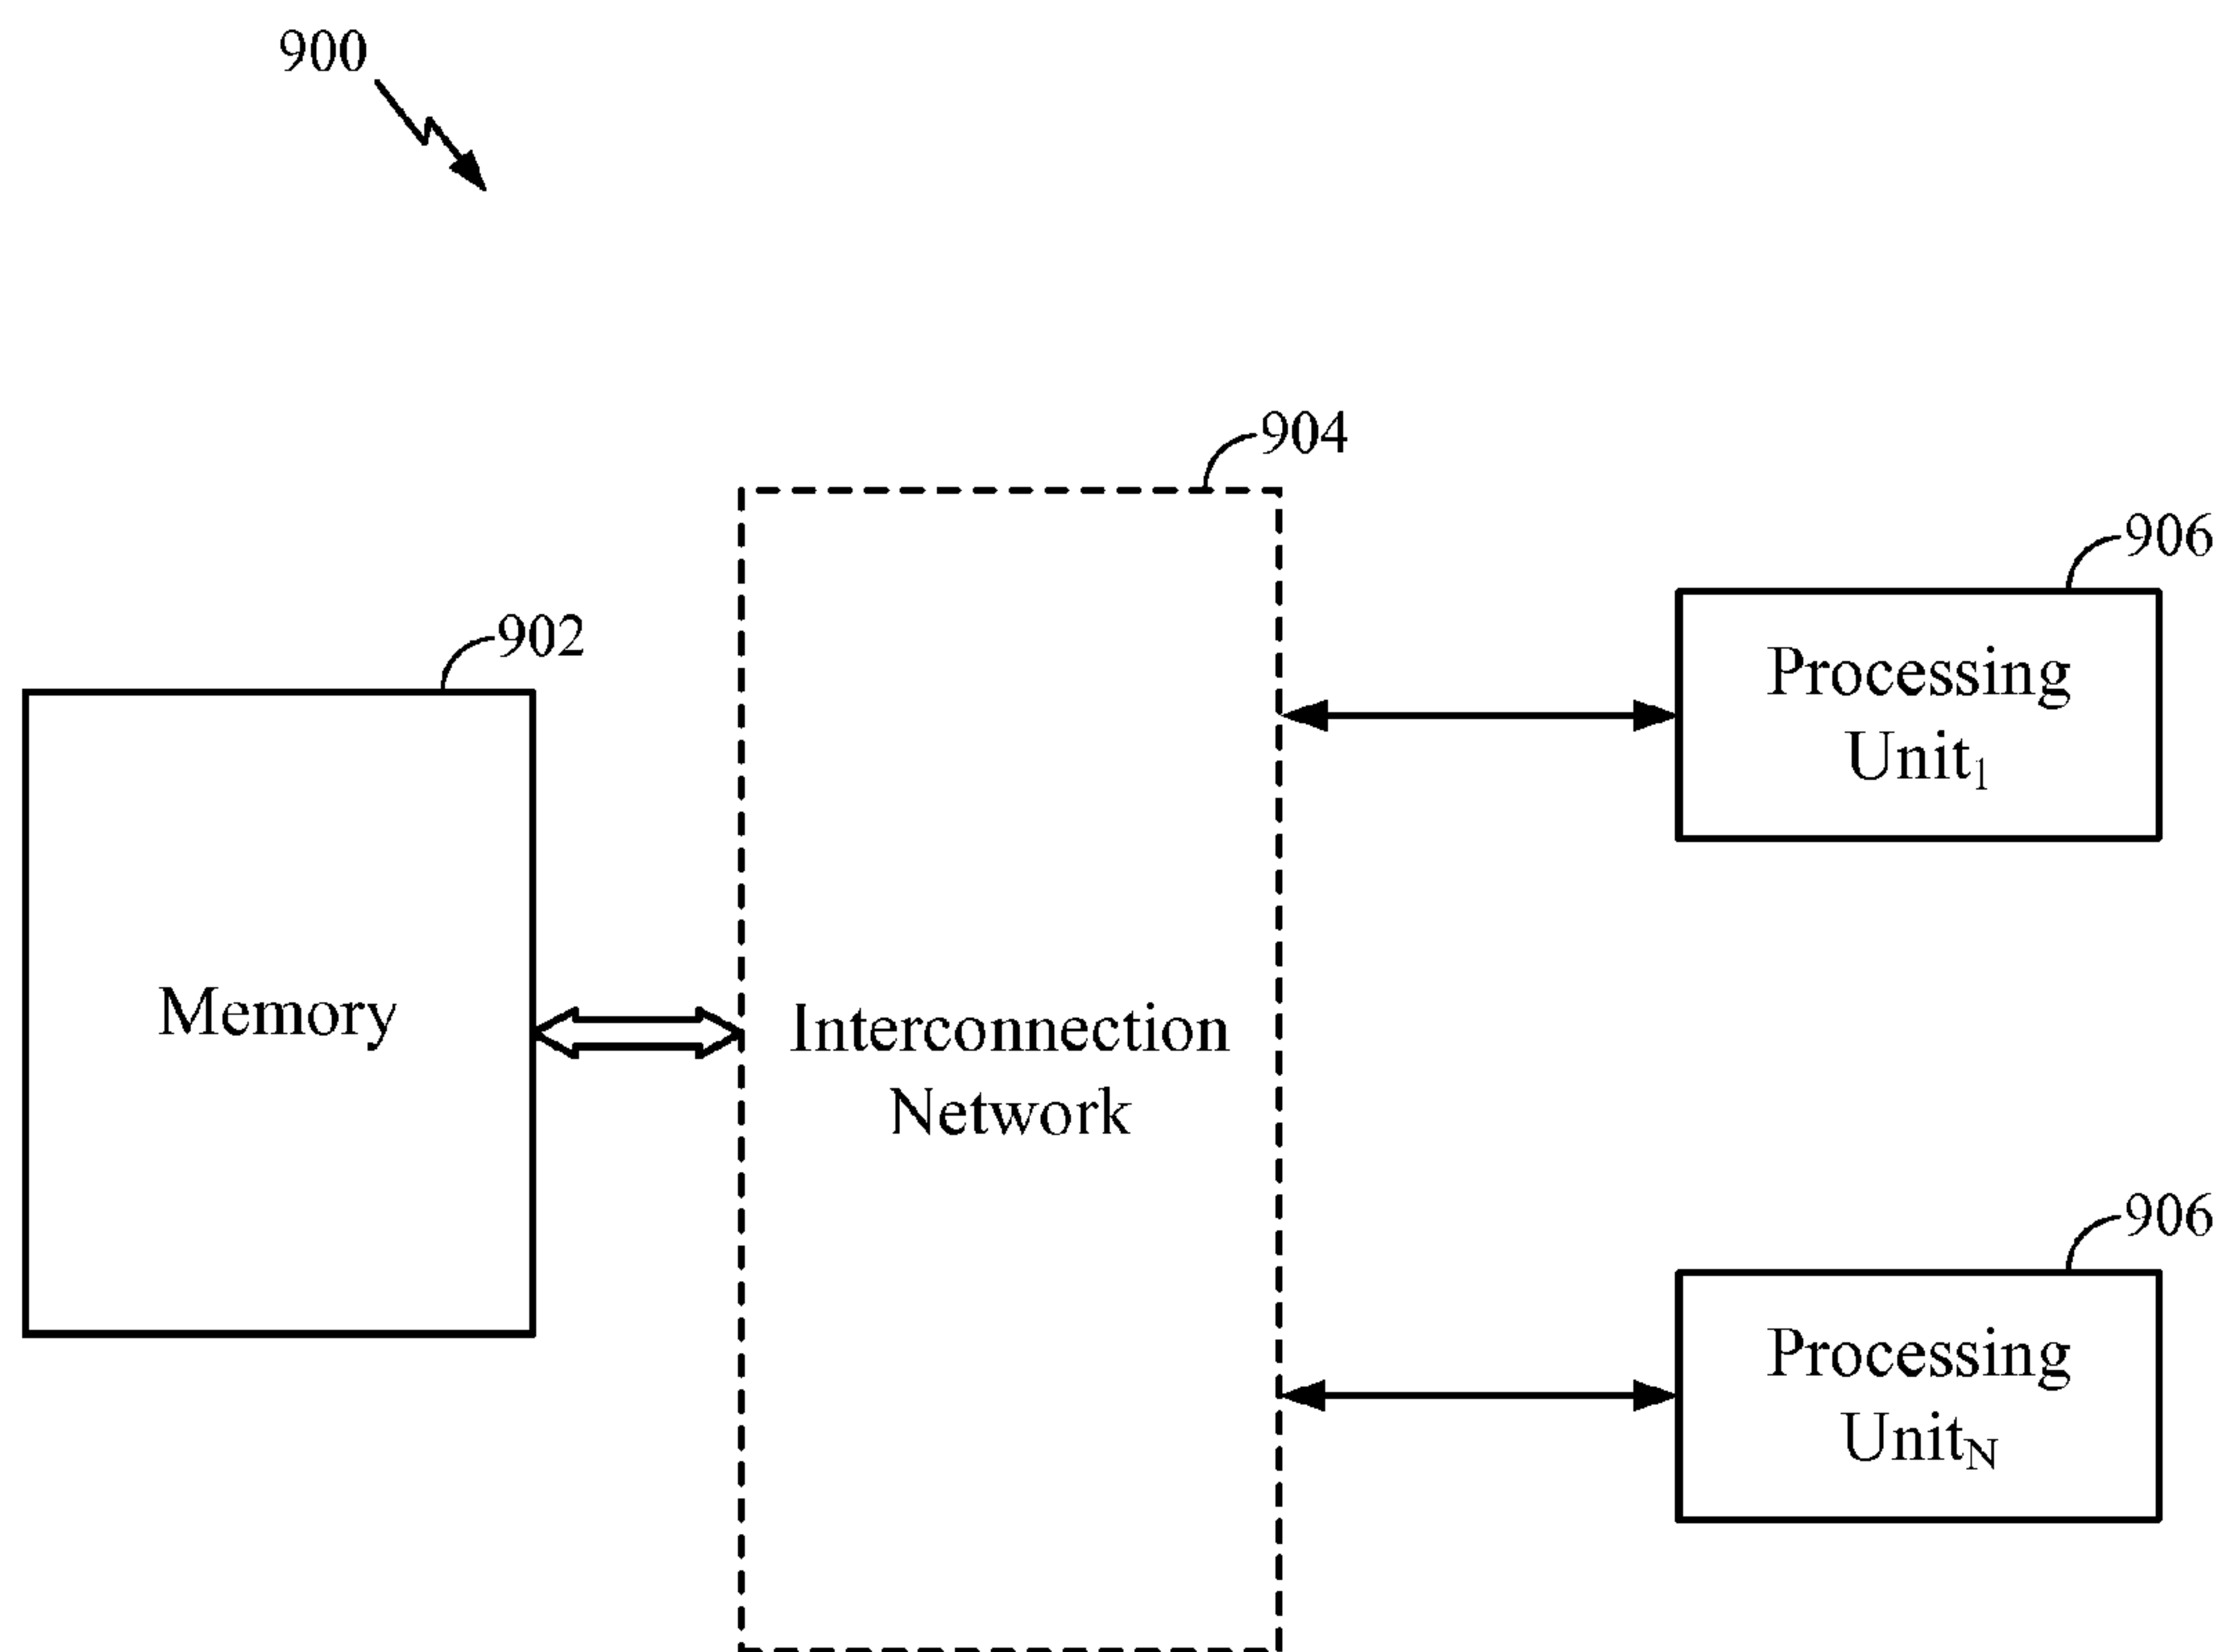 900
904
906
Processing
Unit1
902
Memory
Interconnection
Network
906
Processing
UnitN